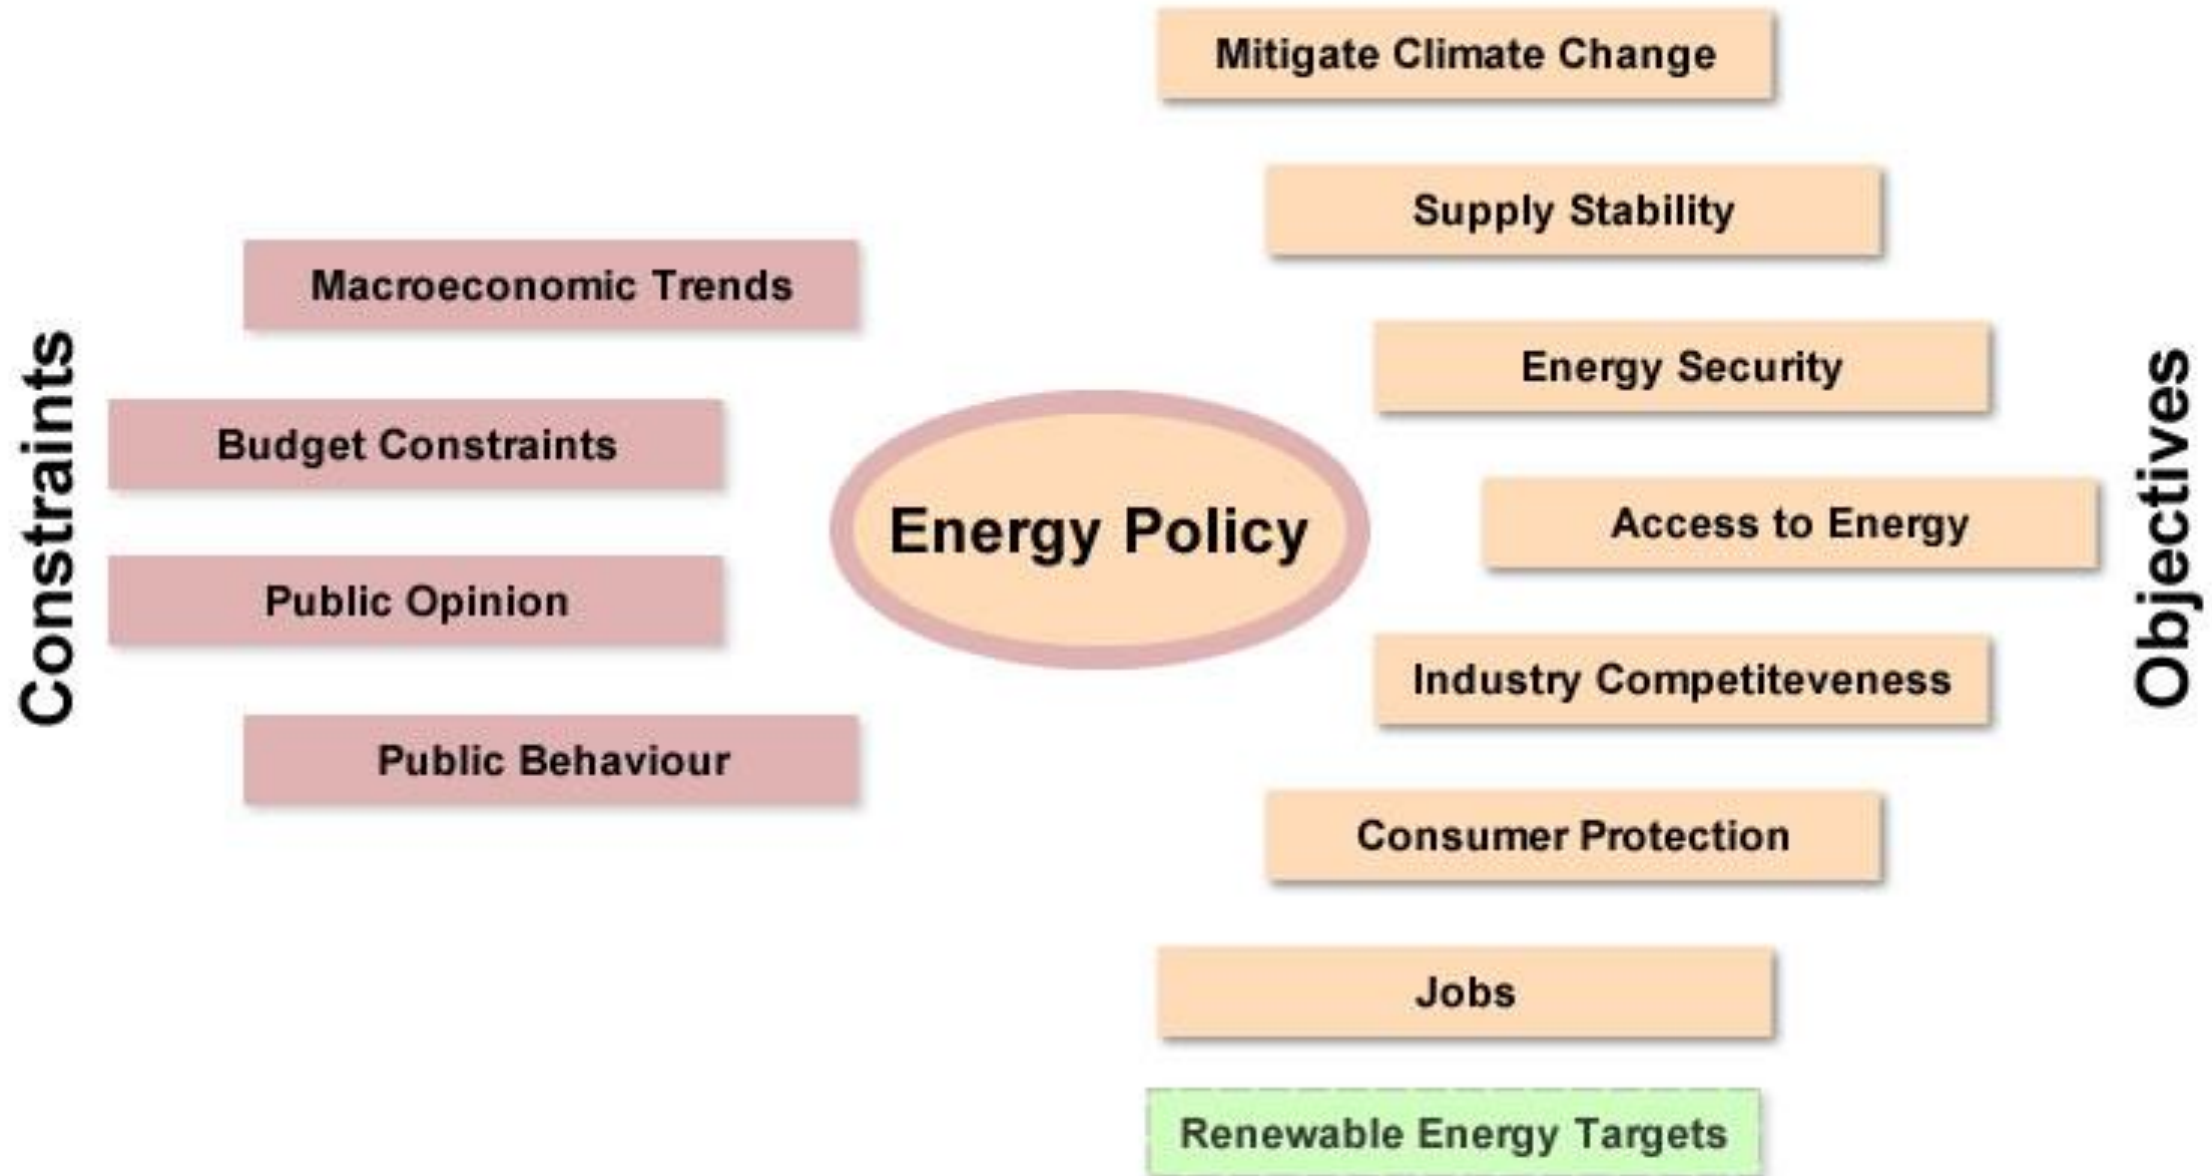 Constraints
Macroeconomic Trends
Budget Constraints
Public Opinion
Public Behaviour
Energy Policy
Mitigate Climate Change
Supply Stability
Energy Security
Access to Energy
Industry Competiteveness
Consumer Protection
Jobs
Renewable Energy Targets
Objectives